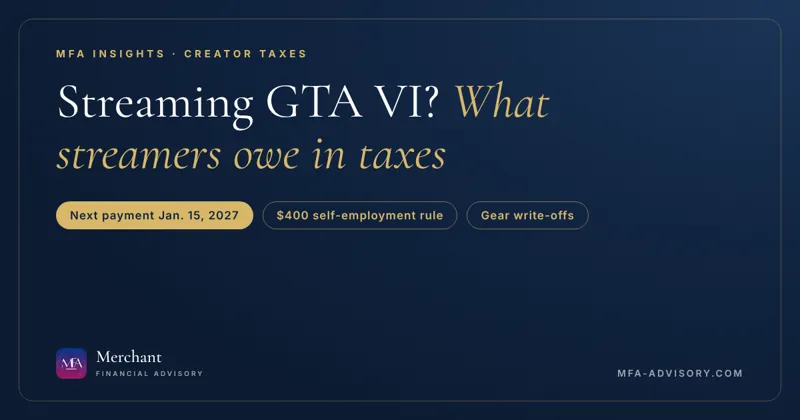 MFA INSIGHTS · CREATOR TAXES
Streaming GTA VI? What
streamers owe in taxes
Next payment Jan. 15, 2027
$400 self-employment rule
Gear write-offs
MFA
Merchant
FINANCIAL ADVISORY
MFA-ADVISORY.COM